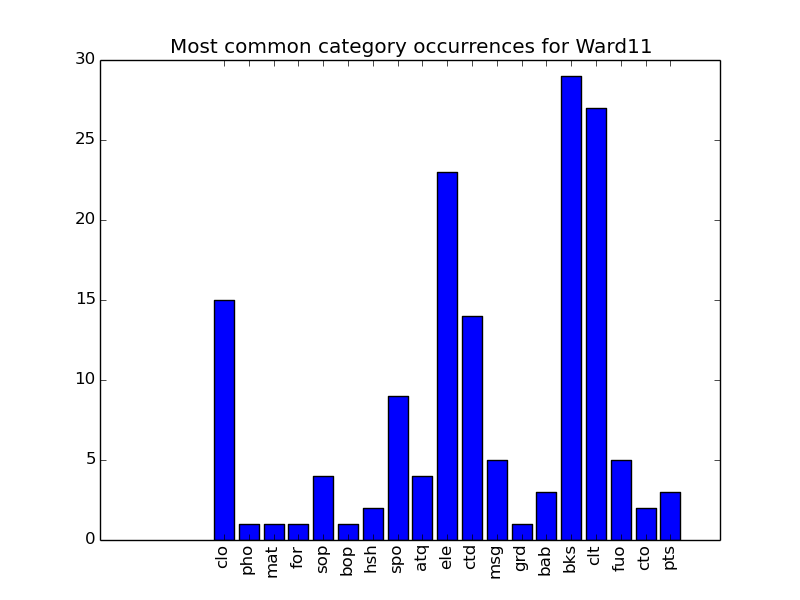 Most common category occurrences for Ward11
30
25
20
15
10
5
0
clo
pho
mat
for
sop
bop
hsh
spo
atq
ele
ctd
msg
grd
bab
bks
clt
fuo
cto
pts